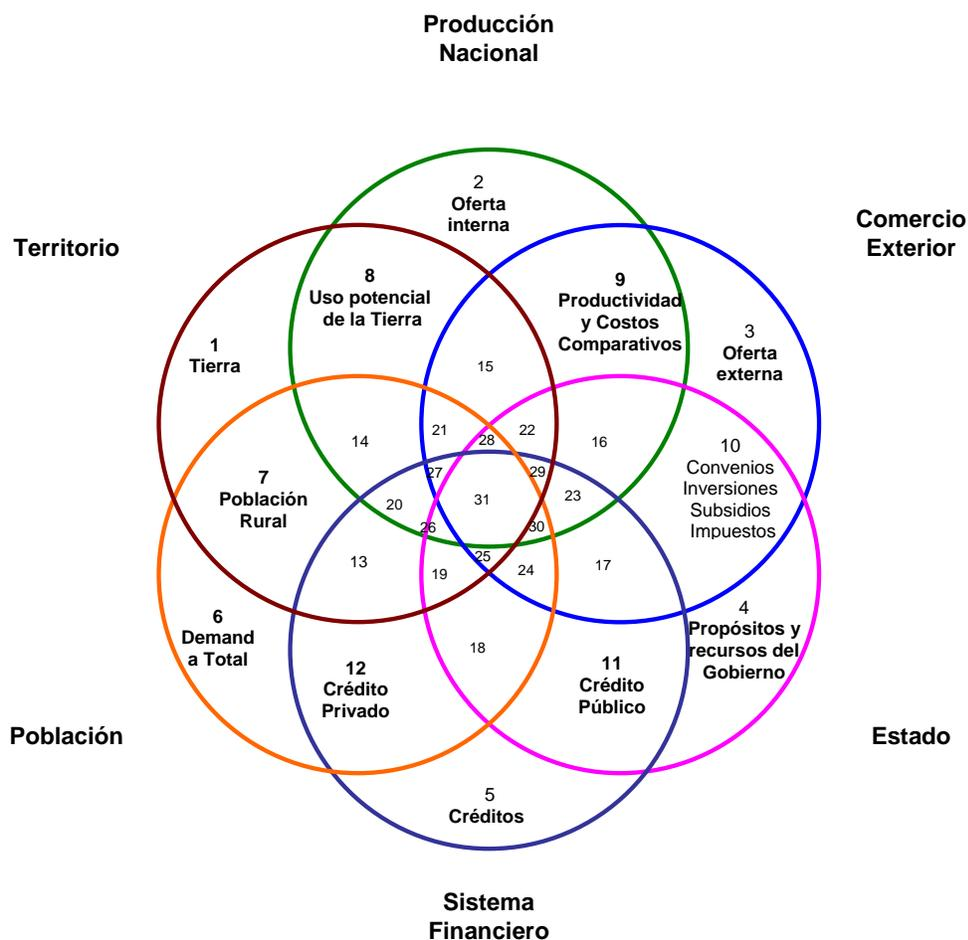 Producción
Nacional
2
Oferta
interna
Territorio
Comercio
Exterior
8
Uso potencial
de la Tierra
9
Productividad
y Costos
Comparativos
1
Tierra
3
Oferta
externa
15
21
28
22
14
16
10
Convenios
Inversiones
Subsidios
Impuestos
27
29
7
Población
Rural
20
31
23
26
30
25
13
19
24
17
6
Demand
a Total
4
Propósitos y
recursos del
Gobierno
18
12
Crédito
Privado
11
Crédito
Público
Población
Estado
5
Créditos
Sistema
Financiero